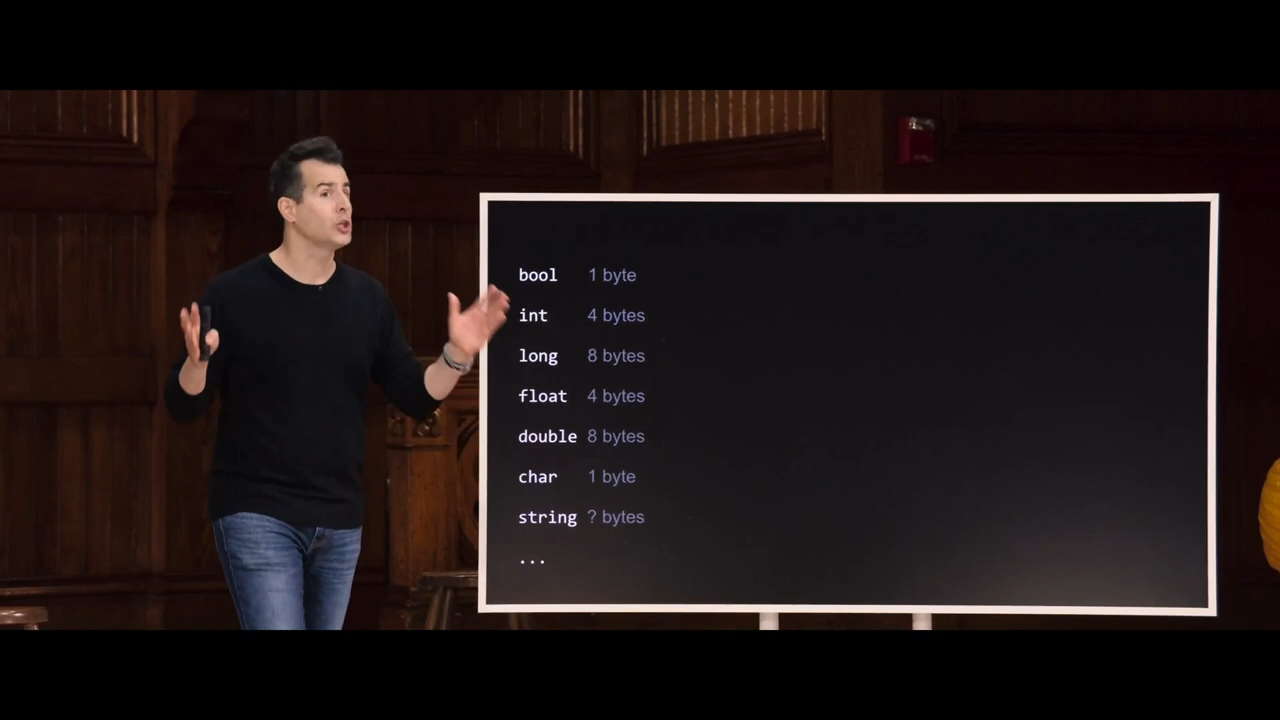 bool 1 byte
int 4 bytes
long 8 bytes
float 4 bytes
double 8 bytes
char 1 byte
string ? bytes
...